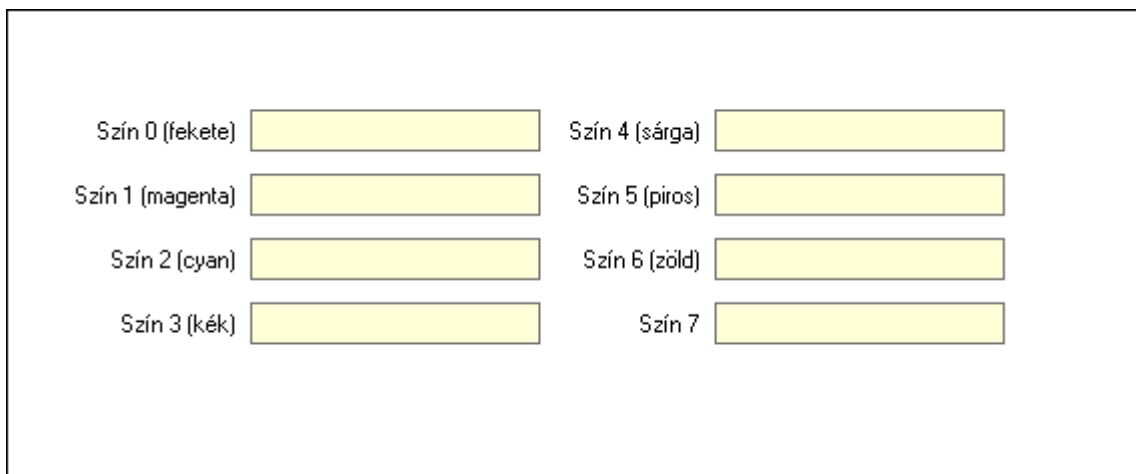 Szín 0 (fekete)
Szín 1 (magenta)
Szín 2 (cyan)
Szín 3 (kék)
Szín 4 (sárga)
Szín 5 (piros)
Szín 6 (zöld)
Szín 7